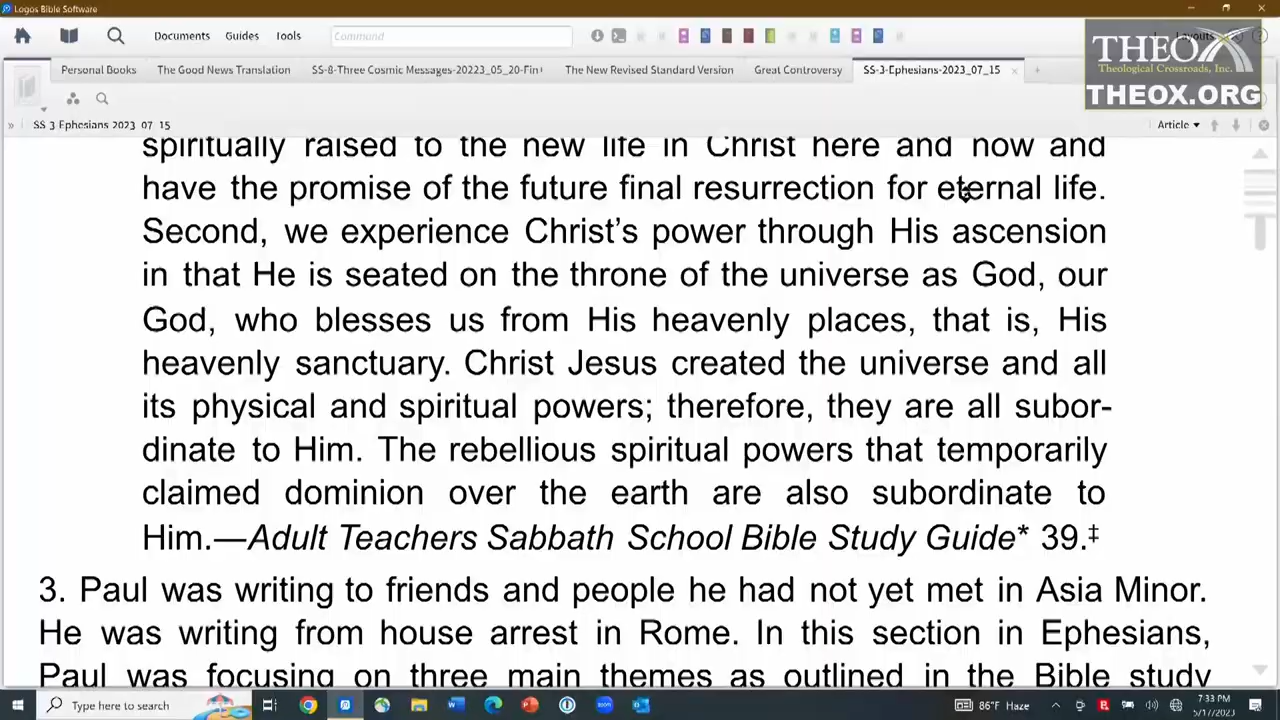 Logos Bible Software
Documents Guides Tools Command Layouts
THEOX
Theological Crossroads, Inc.
THEOX.ORG
Personal Books The Good News Translation SS-8-Three Cosmic Messages The New Revised Standard Version Great Controversy SS-3-Ephesians-2023_07_15
SS-3-Ephesians-2023_07_15 Article
spiritually raised to the new life in Christ here and now and
have the promise of the future final resurrection for eternal life.
Second, we experience Christ’s power through His ascension
in that He is seated on the throne of the universe as God, our
God, who blesses us from His heavenly places, that is, His
heavenly sanctuary. Christ Jesus created the universe and all
its physical and spiritual powers; therefore, they are all subor-
dinate to Him. The rebellious spiritual powers that temporarily
claimed dominion over the earth are also subordinate to
Him.—Adult Teachers Sabbath School Bible Study Guide* 39.‡
3. Paul was writing to friends and people he had not yet met in Asia Minor.
He was writing from house arrest in Rome. In this section in Ephesians,
Paul was focusing on three main themes as outlined in the Bible study
Type here to search 86°F Haze 7:33 PM
5/17/2023